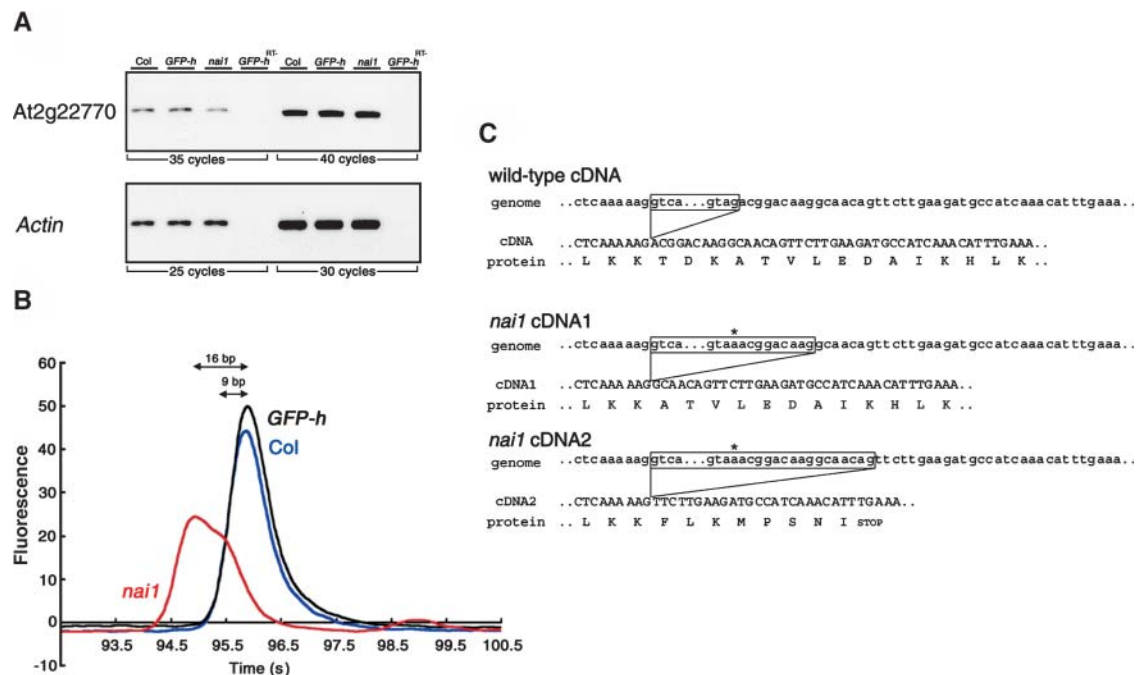 A
Col GFP-h nai1 GFP-h RT- Col GFP-h nai1 GFP-h RT-
At2g22770
35 cycles 40 cycles
Actin
25 cycles 30 cycles
B
60
50
40
30
20
10
0
-10
Fluorescence
16 bp
9 bp
GFP-h
Col
nai1
93.5 94.5 95.5 95.9 96.5 97.5 98.5 99.5 100.5
Time (s)
C
wild-type cDNA
genome ..ctcaaaaaggtca...gtagacggacaaggcaacagttcttgaagatgccatcaaacatttgaaa..
cDNA ..CTCAAAAAGACGGACAAGGCAACAGTTCTTGAAGATGCCATCAAACATTTGAAA..
protein .. L K K T D K A T V L E D A I K H L K ..
nai1 cDNA1
*
genome ..ctcaaaaaggtca...gtaaacggacaaggcaacagttcttgaagatgccatcaaacatttgaaa..
cDNA1 ..CTCAAAAAGGCAACAGTTCTTGAAGATGCCATCAAACATTTGAAA..
protein .. L K K A T V L E D A I K H L K ..
nai1 cDNA2
*
genome ..ctcaaaaaggtca...gtaaacggacaaggcaacagttcttgaagatgccatcaaacatttgaaa..
cDNA2 ..CTCAAAAAGTTCTTGAAGATGCCATCAAACATTTGAAA..
protein .. L K K F L K M P S N I STOP